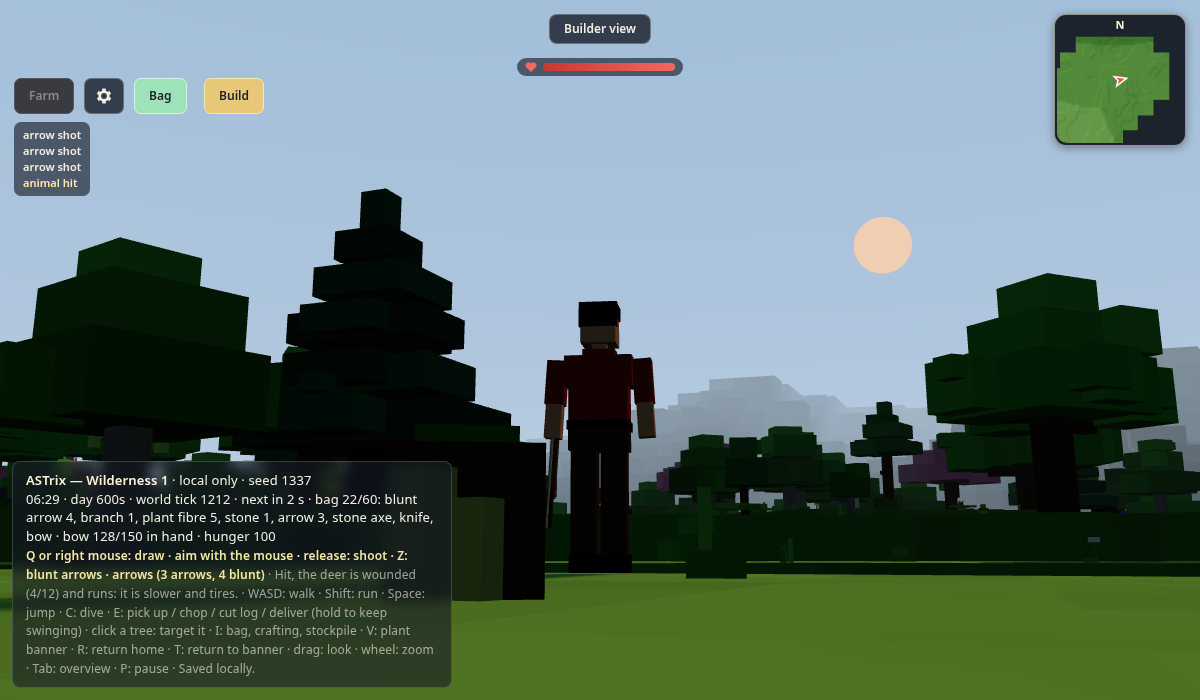 Builder view
N
Farm
Bag
Build
arrow shot
arrow shot
arrow shot
animal hit
ASTrix — Wilderness 1 · local only · seed 1337
06:29 · day 600s · world tick 1212 · next in 2 s · bag 22/60: blunt
arrow 4, branch 1, plant fibre 5, stone 1, arrow 3, stone axe, knife,
bow · bow 128/150 in hand · hunger 100
Q or right mouse: draw · aim with the mouse · release: shoot · Z:
blunt arrows · arrows (3 arrows, 4 blunt) · Hit, the deer is wounded
(4/12) and runs: it is slower and tires. · WASD: walk · Shift: run · Space:
jump · C: dive · E: pick up / chop / cut log / deliver (hold to keep
swinging) · click a tree: target it · I: bag, crafting, stockpile · V: plant
banner · R: return home · T: return to banner · drag: look · wheel: zoom
· Tab: overview · P: pause · Saved locally.